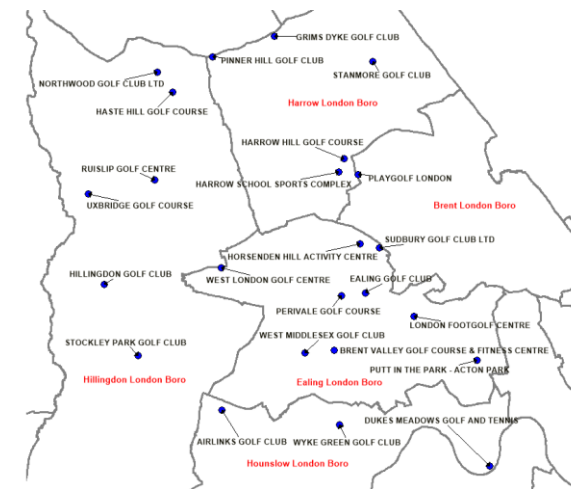 GRIMS DYKE GOLF CLUB
PINNER HILL GOLF CLUB
STANMORE GOLF CLUB
NORTHWOOD GOLF CLUB LTD
HASTE HILL GOLF COURSE
Harrow London Boro
HARROW HILL GOLF COURSE
RUISLIP GOLF CENTRE
HARROW SCHOOL SPORTS COMPLEX
PLAYGOLF LONDON
UXBRIDGE GOLF COURSE
Brent London Boro
SUDBURY GOLF CLUB LTD
HORSENDEN HILL ACTIVITY CENTRE
HILLINGDON GOLF CLUB
WEST LONDON GOLF CENTRE
EALING GOLF CLUB
PERIVALE GOLF COURSE
LONDON FOOTGOLF CENTRE
STOCKLEY PARK GOLF CLUB
WEST MIDDLESEX GOLF CLUB
BRENT VALLEY GOLF COURSE & FITNESS CENTRE
PUTT IN THE PARK - ACTON PARK
Hillingdon London Boro
Ealing London Boro
DUKES MEADOWS GOLF AND TENNIS
AIRLINKS GOLF CLUB
WYKE GREEN GOLF CLUB
Hounslow London Boro